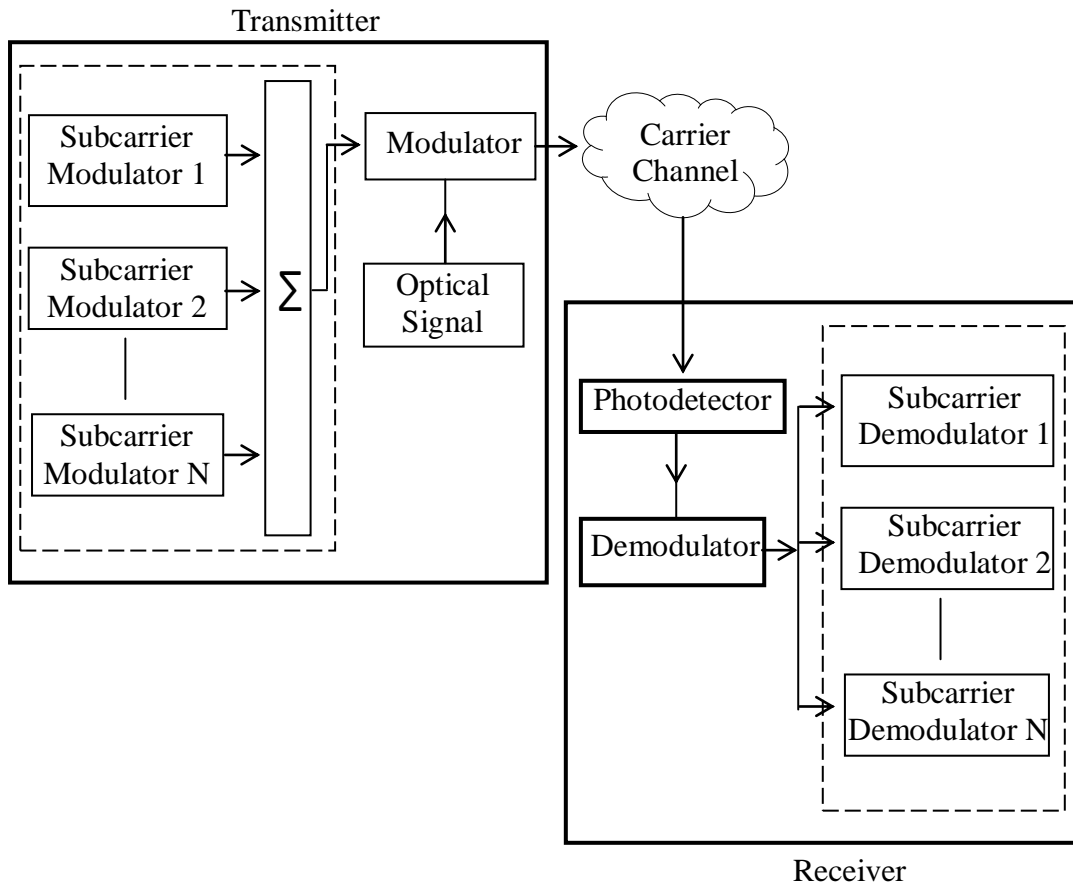 Transmitter
Subcarrier
Modulator 1
Subcarrier
Modulator 2
Subcarrier
Modulator N
∑
Modulator
Optical
Signal
Carrier
Channel
Photodetector
Demodulator
Subcarrier
Demodulator 1
Subcarrier
Demodulator 2
Subcarrier
Demodulator N
Receiver